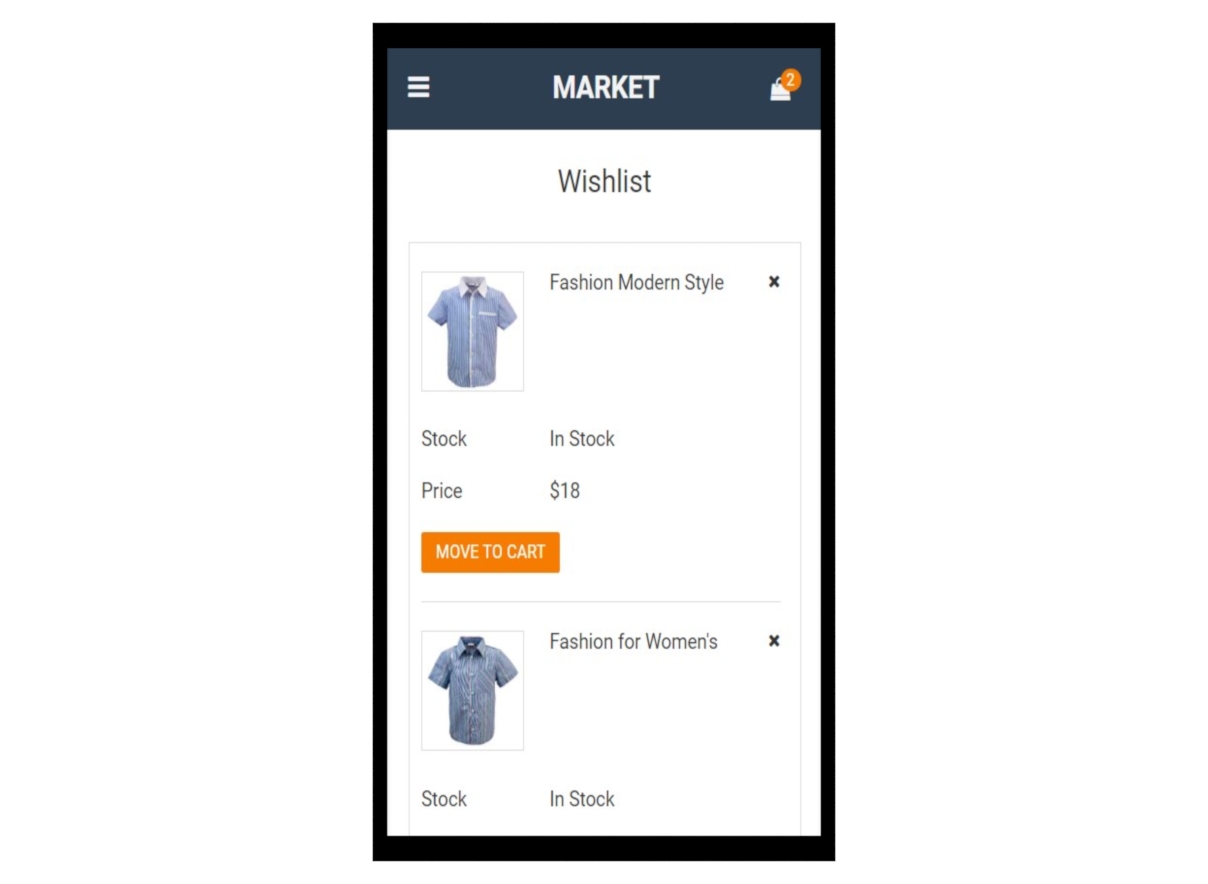 MARKET
2
Wishlist
Fashion Modern Style
Stock In Stock
Price $18
MOVE TO CART
Fashion for Women's
Stock In Stock